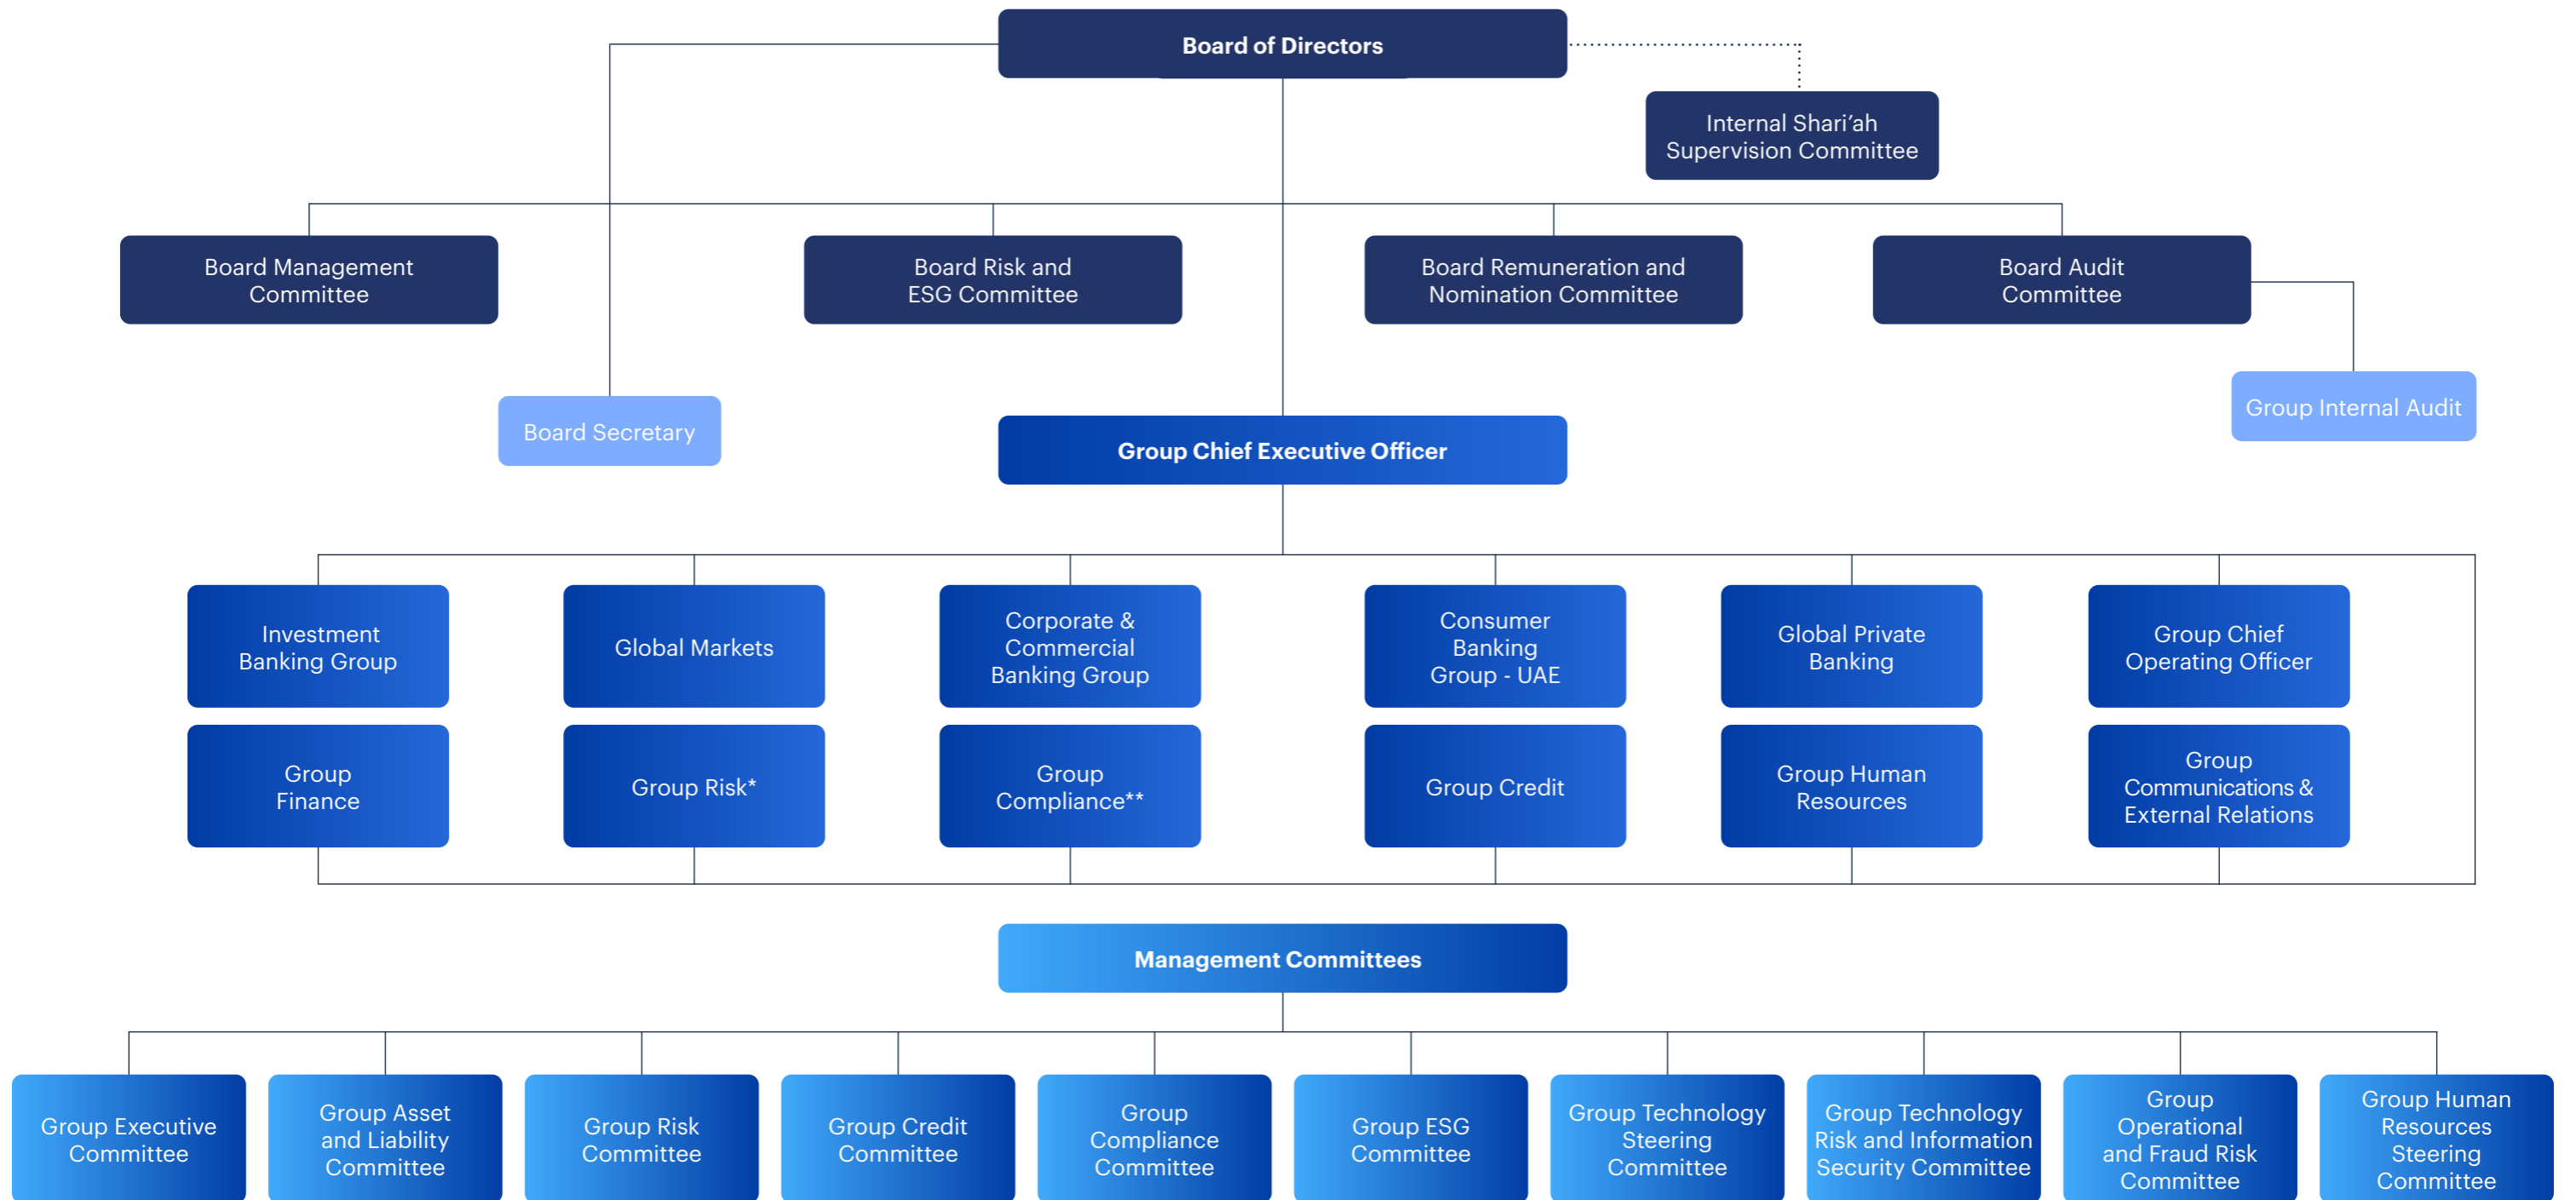 Board of Directors
Internal Shari’ah
Supervision Committee
Board Management
Committee
Board Risk and
ESG Committee
Board Remuneration and
Nomination Committee
Board Audit
Committee
Board Secretary
Group Internal Audit
Group Chief Executive Officer
Investment
Banking Group
Global Markets
Corporate &
Commercial
Banking Group
Consumer
Banking
Group - UAE
Global Private
Banking
Group Chief
Operating Officer
Group
Finance
Group Risk*
Group
Compliance**
Group Credit
Group Human
Resources
Group
Communications &
External Relations
Management Committees
Group Executive
Committee
Group Asset
and Liability
Committee
Group Risk
Committee
Group Credit
Committee
Group
Compliance
Committee
Group ESG
Committee
Group Technology
Steering
Committee
Group Technology
Risk and Information
Security Committee
Group
Operational
and Fraud Risk
Committee
Group Human
Resources
Steering
Committee